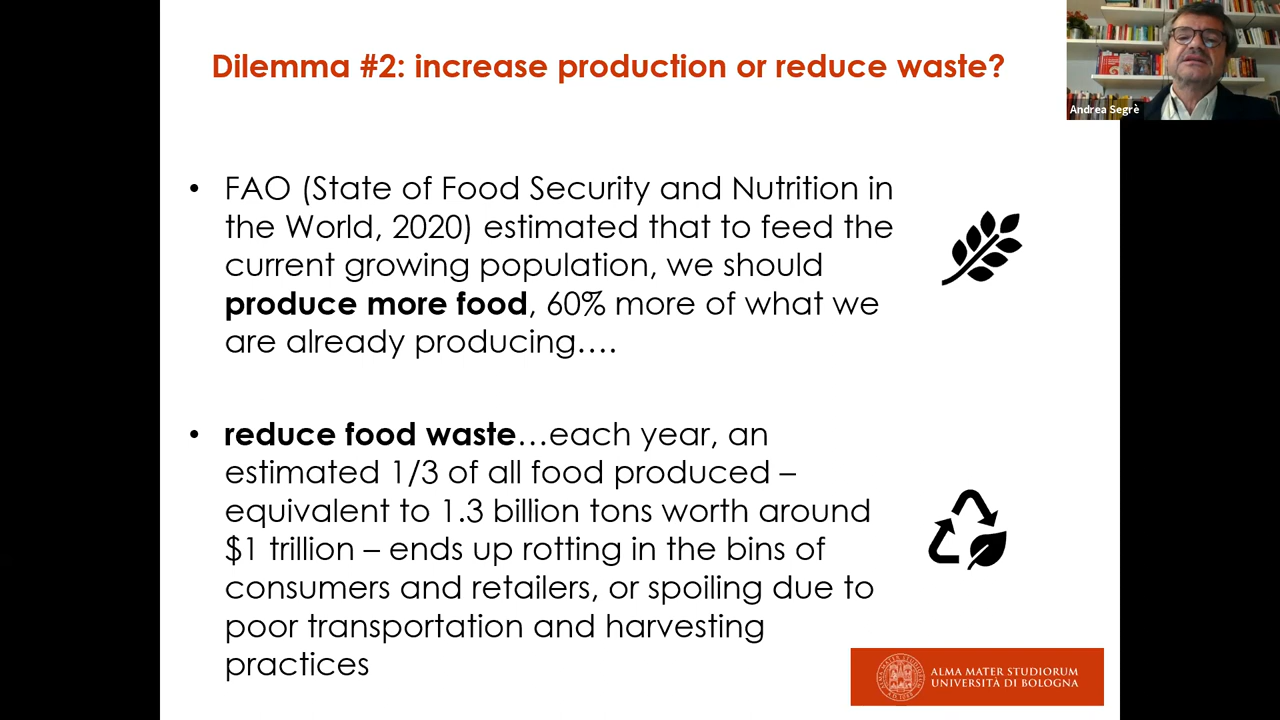 Dilemma #2: increase production or reduce waste?
Andrea Segrè
• FAO (State of Food Security and Nutrition in
the World, 2020) estimated that to feed the
current growing population, we should
produce more food, 60% more of what we
are already producing….
• reduce food waste…each year, an
estimated 1/3 of all food produced –
equivalent to 1.3 billion tons worth around
$1 trillion – ends up rotting in the bins of
consumers and retailers, or spoiling due to
poor transportation and harvesting
practices
ALMA MATER STUDIORUM
UNIVERSITÀ DI BOLOGNA